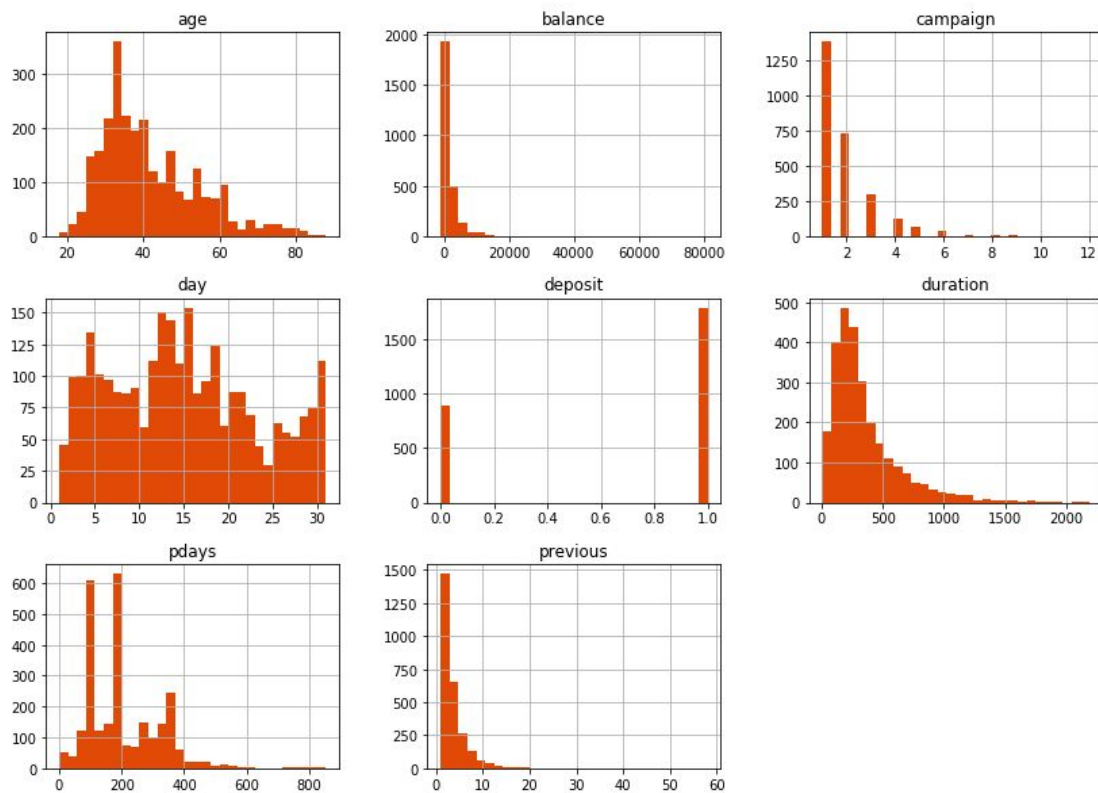 age
300
200
100
0
20 40 60 80
balance
2000
1500
1000
500
0
0 20000 40000 60000 80000
campaign
1250
1000
750
500
250
0
2 4 6 8 10 12
day
150
125
100
75
50
25
0
0 5 10 15 20 25 30
deposit
1500
1000
500
0
0.0 0.2 0.4 0.6 0.8 1.0
duration
500
400
300
200
100
0
0 500 1000 1500 2000
pdays
600
500
400
300
200
100
0
0 200 400 600 800
previous
1500
1250
1000
750
500
250
0
0 10 20 30 40 50 60